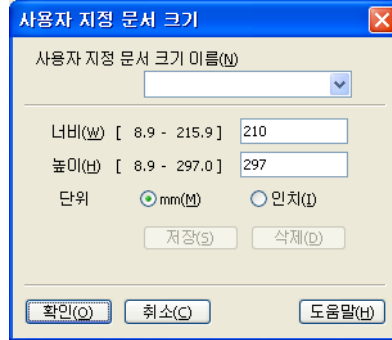 사용자 지정 문서 크기
사용자 지정 문서 크기 이름(N)
너비(W) [ 8.9 - 215.9 ] 210
높이(H) [ 8.9 - 297.0 ] 297
단위 mm(M) 인치(I)
저장(S) 삭제(D)
확인(O) 취소(C) 도움말(H)